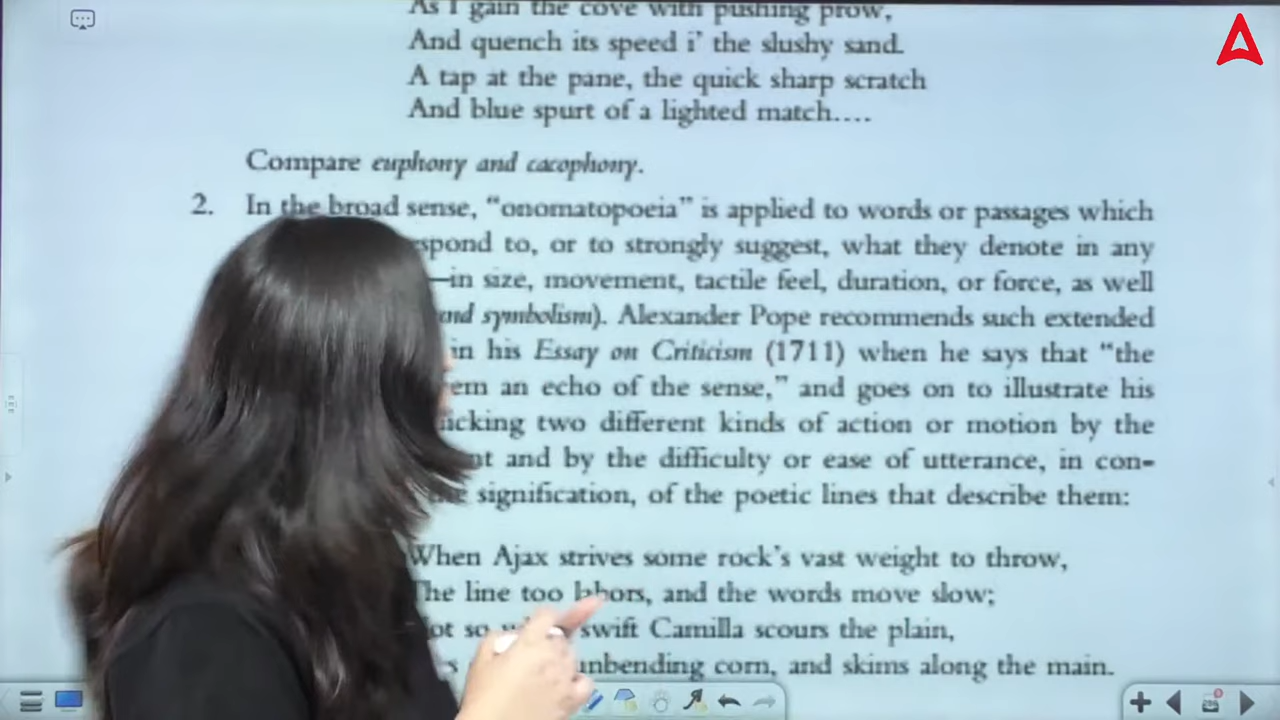 As I gain the cove with pushing prow,
And quench its speed i' the slushy sand.
A tap at the pane, the quick sharp scratch
And blue spurt of a lighted match....
Compare euphony and cacophony.
2. In the broad sense, "onomatopoeia" is applied to words or passages which
spond to, or to strongly suggest, what they denote in any
—in size, movement, tactile feel, duration, or force, as well
and symbolism). Alexander Pope recommends such extended
in his Essay on Criticism (1711) when he says that "the
em an echo of the sense," and goes on to illustrate his
icking two different kinds of action or motion by the
nt and by the difficulty or ease of utterance, in con-
signification, of the poetic lines that describe them:
When Ajax strives some rock's vast weight to throw,
The line too labors, and the words move slow;
ot so swift Camilla scours the plain,
unbending corn, and skims along the main.